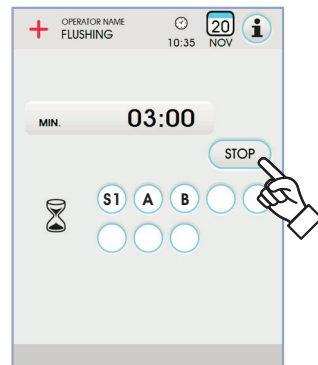 OPERATOR NAME
FLUSHING
10:35
20
NOV
i
MIN. 03:00
STOP
S1 A B